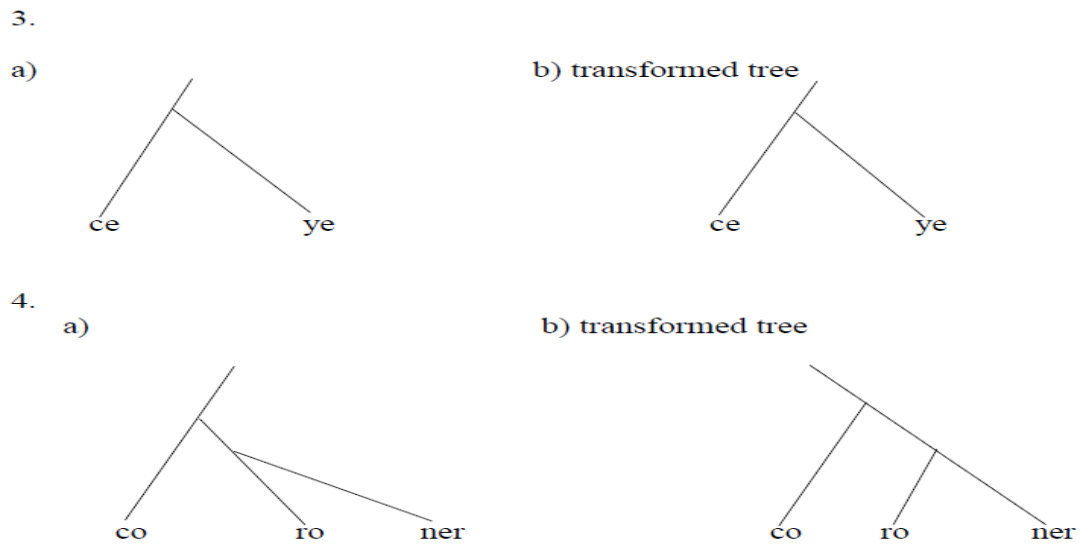 3.
a) b) transformed tree
ce ye ce ye
4.
a) b) transformed tree
co ro ner co ro ner